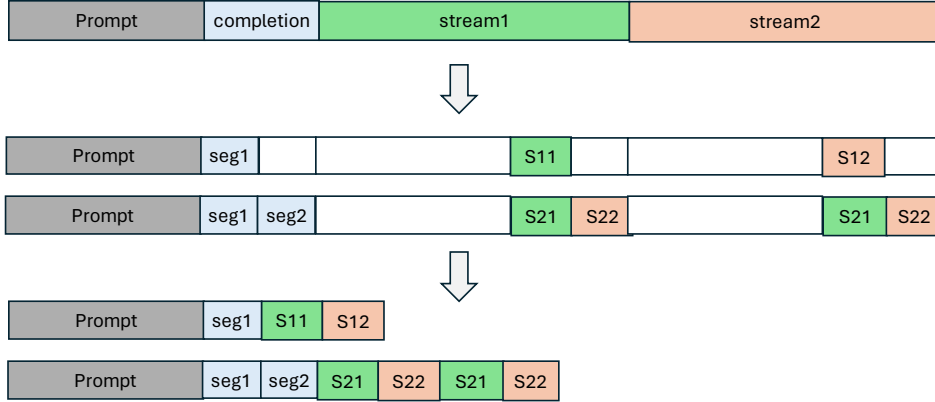 Prompt completion stream1 stream2
Prompt seg1 S11 S12
Prompt seg1 seg2 S21 S22 S21 S22
Prompt seg1 S11 S12
Prompt seg1 seg2 S21 S22 S21 S22